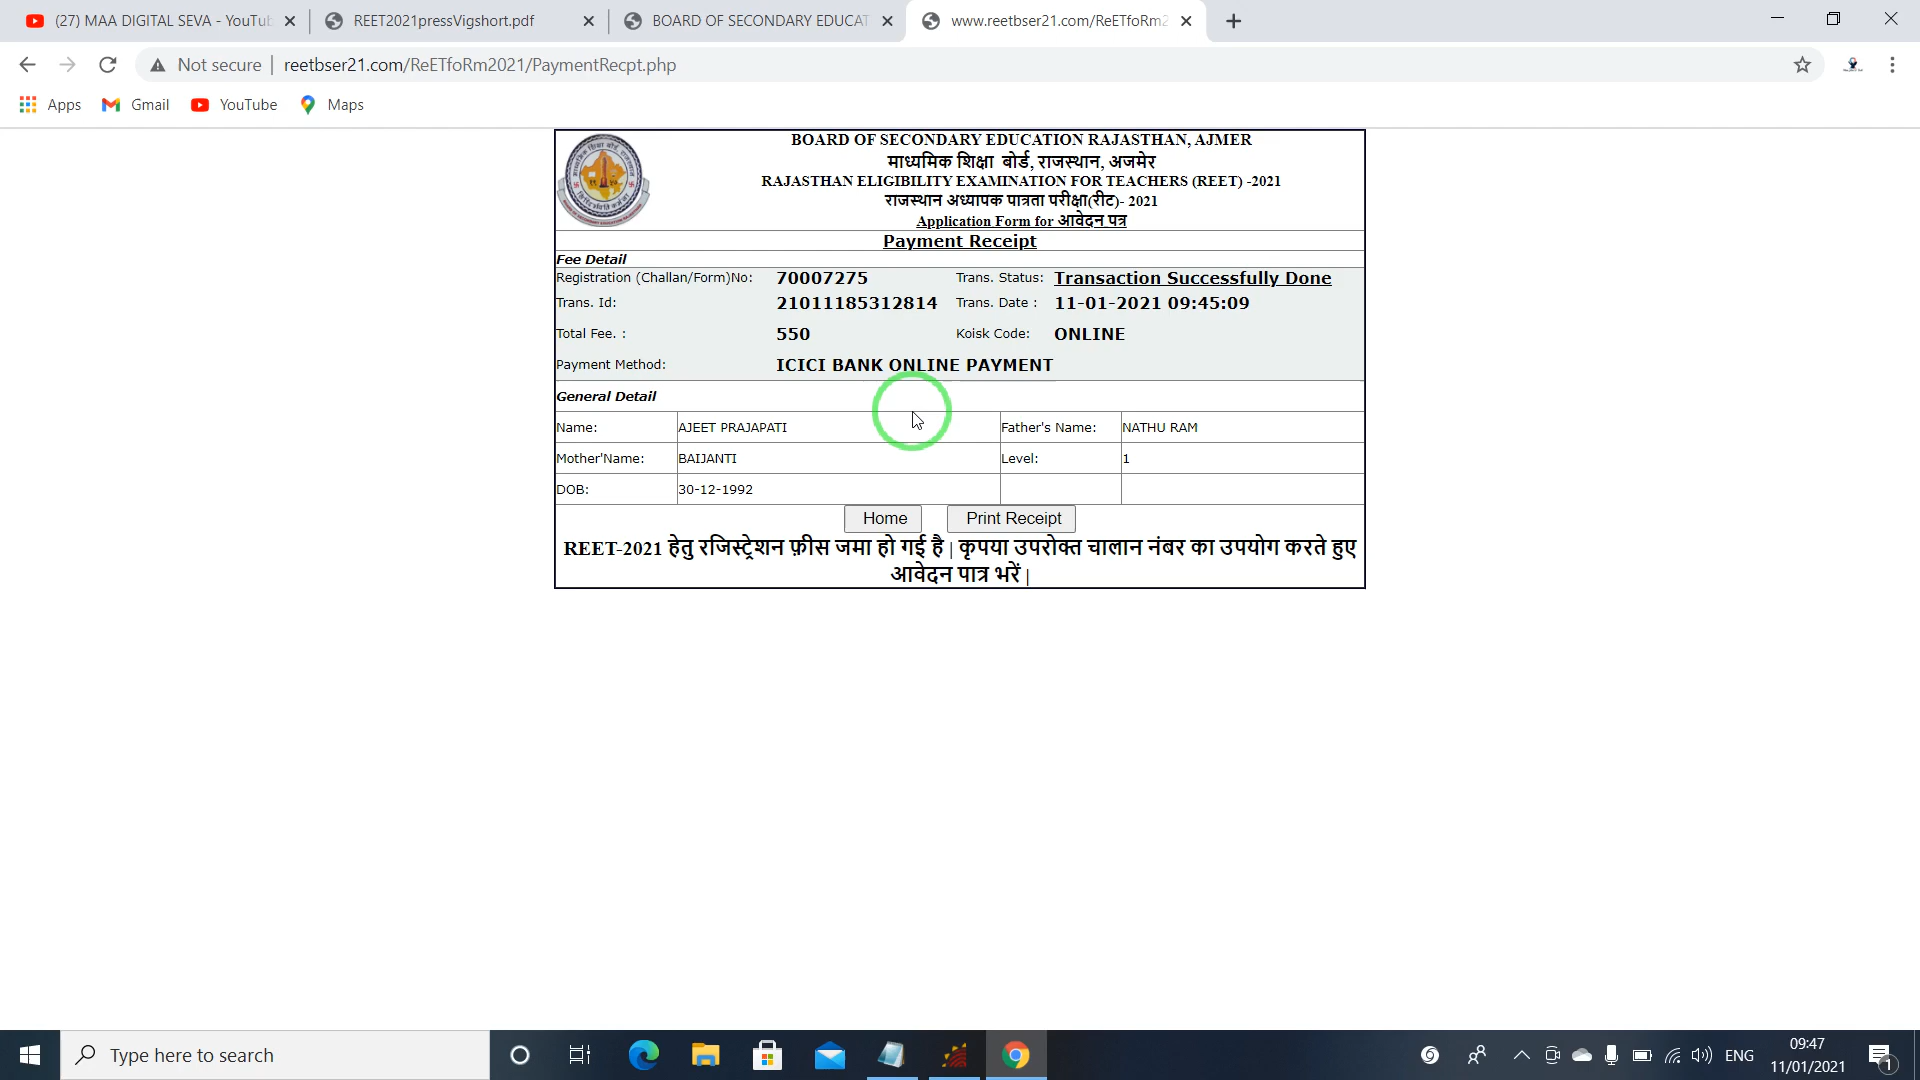 (27) MAA DIGITAL SEVA - YouTub
REET2021pressVigshort.pdf
BOARD OF SECONDARY EDUCAT
www.reetbser21.com/ReETfoRm2
Not secure | reetbser21.com/ReETfoRm2021/PaymentRecpt.php
Apps Gmail YouTube Maps
BOARD OF SECONDARY EDUCATION RAJASTHAN, AJMER
माध्यमिक शिक्षा बोर्ड, राजस्थान, अजमेर
RAJASTHAN ELIGIBILITY EXAMINATION FOR TEACHERS (REET) -2021
राजस्थान अध्यापक पात्रता परीक्षा(रीट)- 2021
Application Form for आवेदन पत्र
Payment Receipt
Fee Detail
Registration (Challan/Form)No: 70007275 Trans. Status: Transaction Successfully Done
Trans. Id: 21011185312814 Trans. Date : 11-01-2021 09:45:09
Total Fee. : 550 Koisk Code: ONLINE
Payment Method: ICICI BANK ONLINE PAYMENT
General Detail
Name: AJEET PRAJAPATI Father's Name: NATHU RAM
Mother'Name: BAIJANTI Level: 1
DOB: 30-12-1992
Home Print Receipt
REET-2021 हेतु रजिस्ट्रेशन फ़ीस जमा हो गई है | कृपया उपरोक्त चालान नंबर का उपयोग करते हुए
आवेदन पात्र भरें |
Type here to search
ENG
09:47
11/01/2021
1